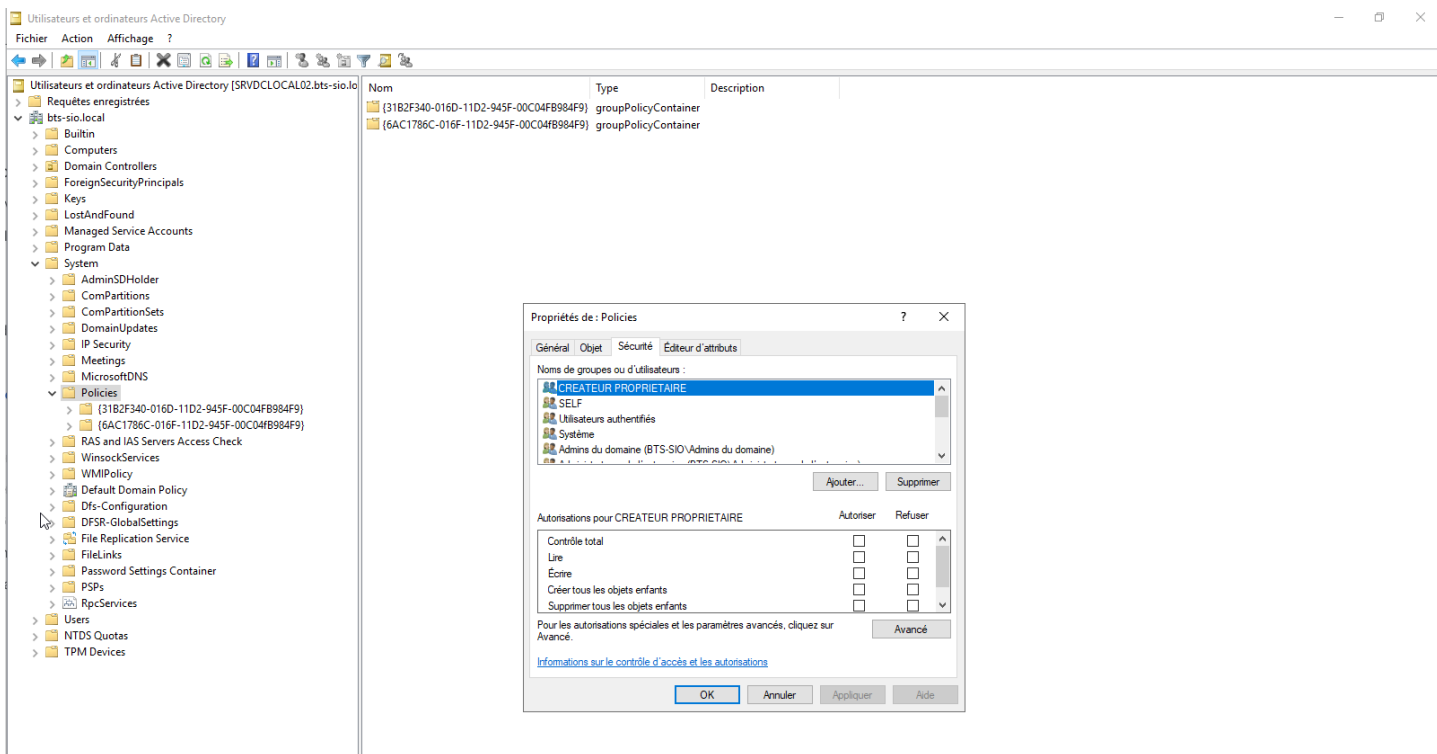 Utilisateurs et ordinateurs Active Directory
Fichier Action Affichage ?
Utilisateurs et ordinateurs Active Directory [SRVDCLOCAL02.bts-sio.lo
Requêtes enregistrées
bts-sio.local
Builtin
Computers
Domain Controllers
ForeignSecurityPrincipals
Keys
LostAndFound
Managed Service Accounts
Program Data
System
AdminSDHolder
ComPartitions
ComPartitionSets
DomainUpdates
IP Security
Meetings
MicrosoftDNS
Policies
{31B2F340-016D-11D2-945F-00C04FB984F9}
{6AC1786C-016F-11D2-945F-00C04fB984F9}
RAS and IAS Servers Access Check
WinsockServices
WMIPolicy
Default Domain Policy
Dfs-Configuration
DFSR-GlobalSettings
File Replication Service
FileLinks
Password Settings Container
PSPs
RpcServices
Users
NTDS Quotas
TPM Devices
Nom Type Description
{31B2F340-016D-11D2-945F-00C04FB984F9} groupPolicyContainer
{6AC1786C-016F-11D2-945F-00C04fB984F9} groupPolicyContainer
Propriétés de : Policies ?
Général Objet Sécurité Éditeur d'attributs
Noms de groupes ou d'utilisateurs :
CREATEUR PROPRIETAIRE
SELF
Utilisateurs authentifiés
Système
Admins du domaine (BTS-SIO\Admins du domaine)
Ajouter... Supprimer
Autorisations pour CREATEUR PROPRIETAIRE Autoriser Refuser
Contrôle total
Lire
Écrire
Créer tous les objets enfants
Supprimer tous les objets enfants
Pour les autorisations spéciales et les paramètres avancés, cliquez sur
Avancé.
Avancé
Informations sur le contrôle d'accès et les autorisations
OK Annuler Appliquer Aide